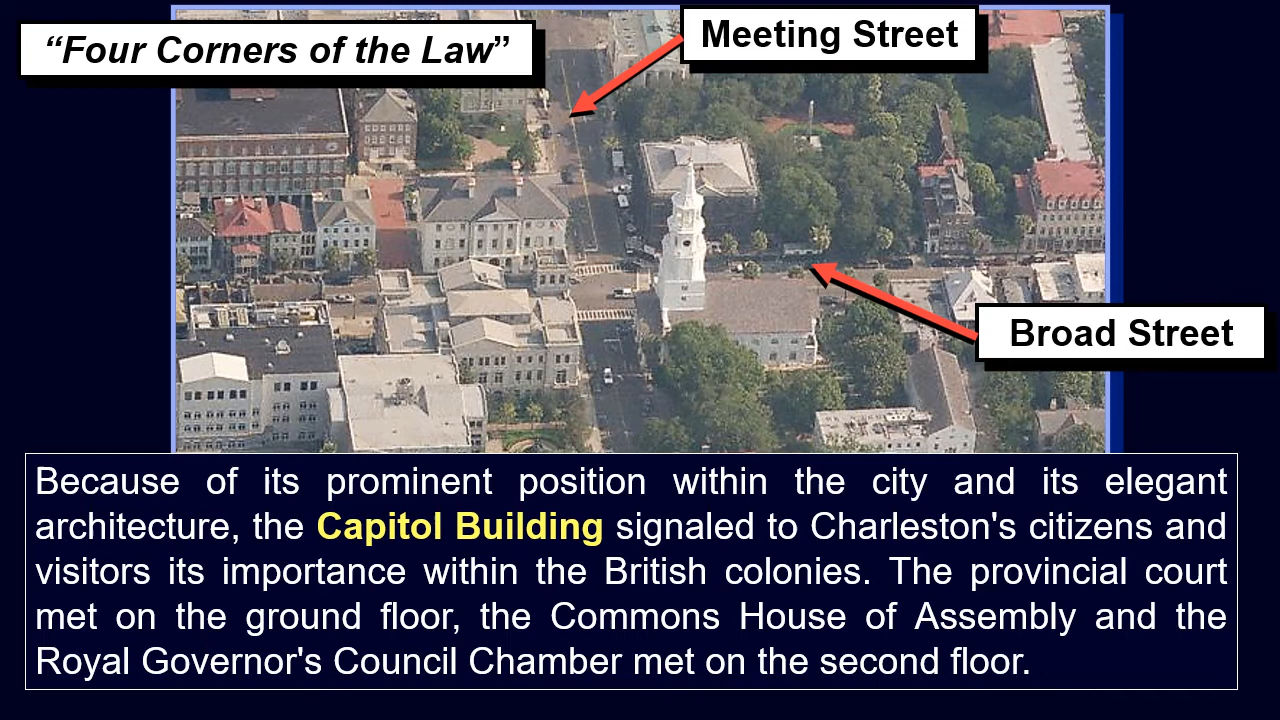 “Four Corners of the Law”
Meeting Street
Broad Street
Because of its prominent position within the city and its elegant
architecture, the Capitol Building signaled to Charleston's citizens and
visitors its importance within the British colonies. The provincial court
met on the ground floor, the Commons House of Assembly and the
Royal Governor's Council Chamber met on the second floor.